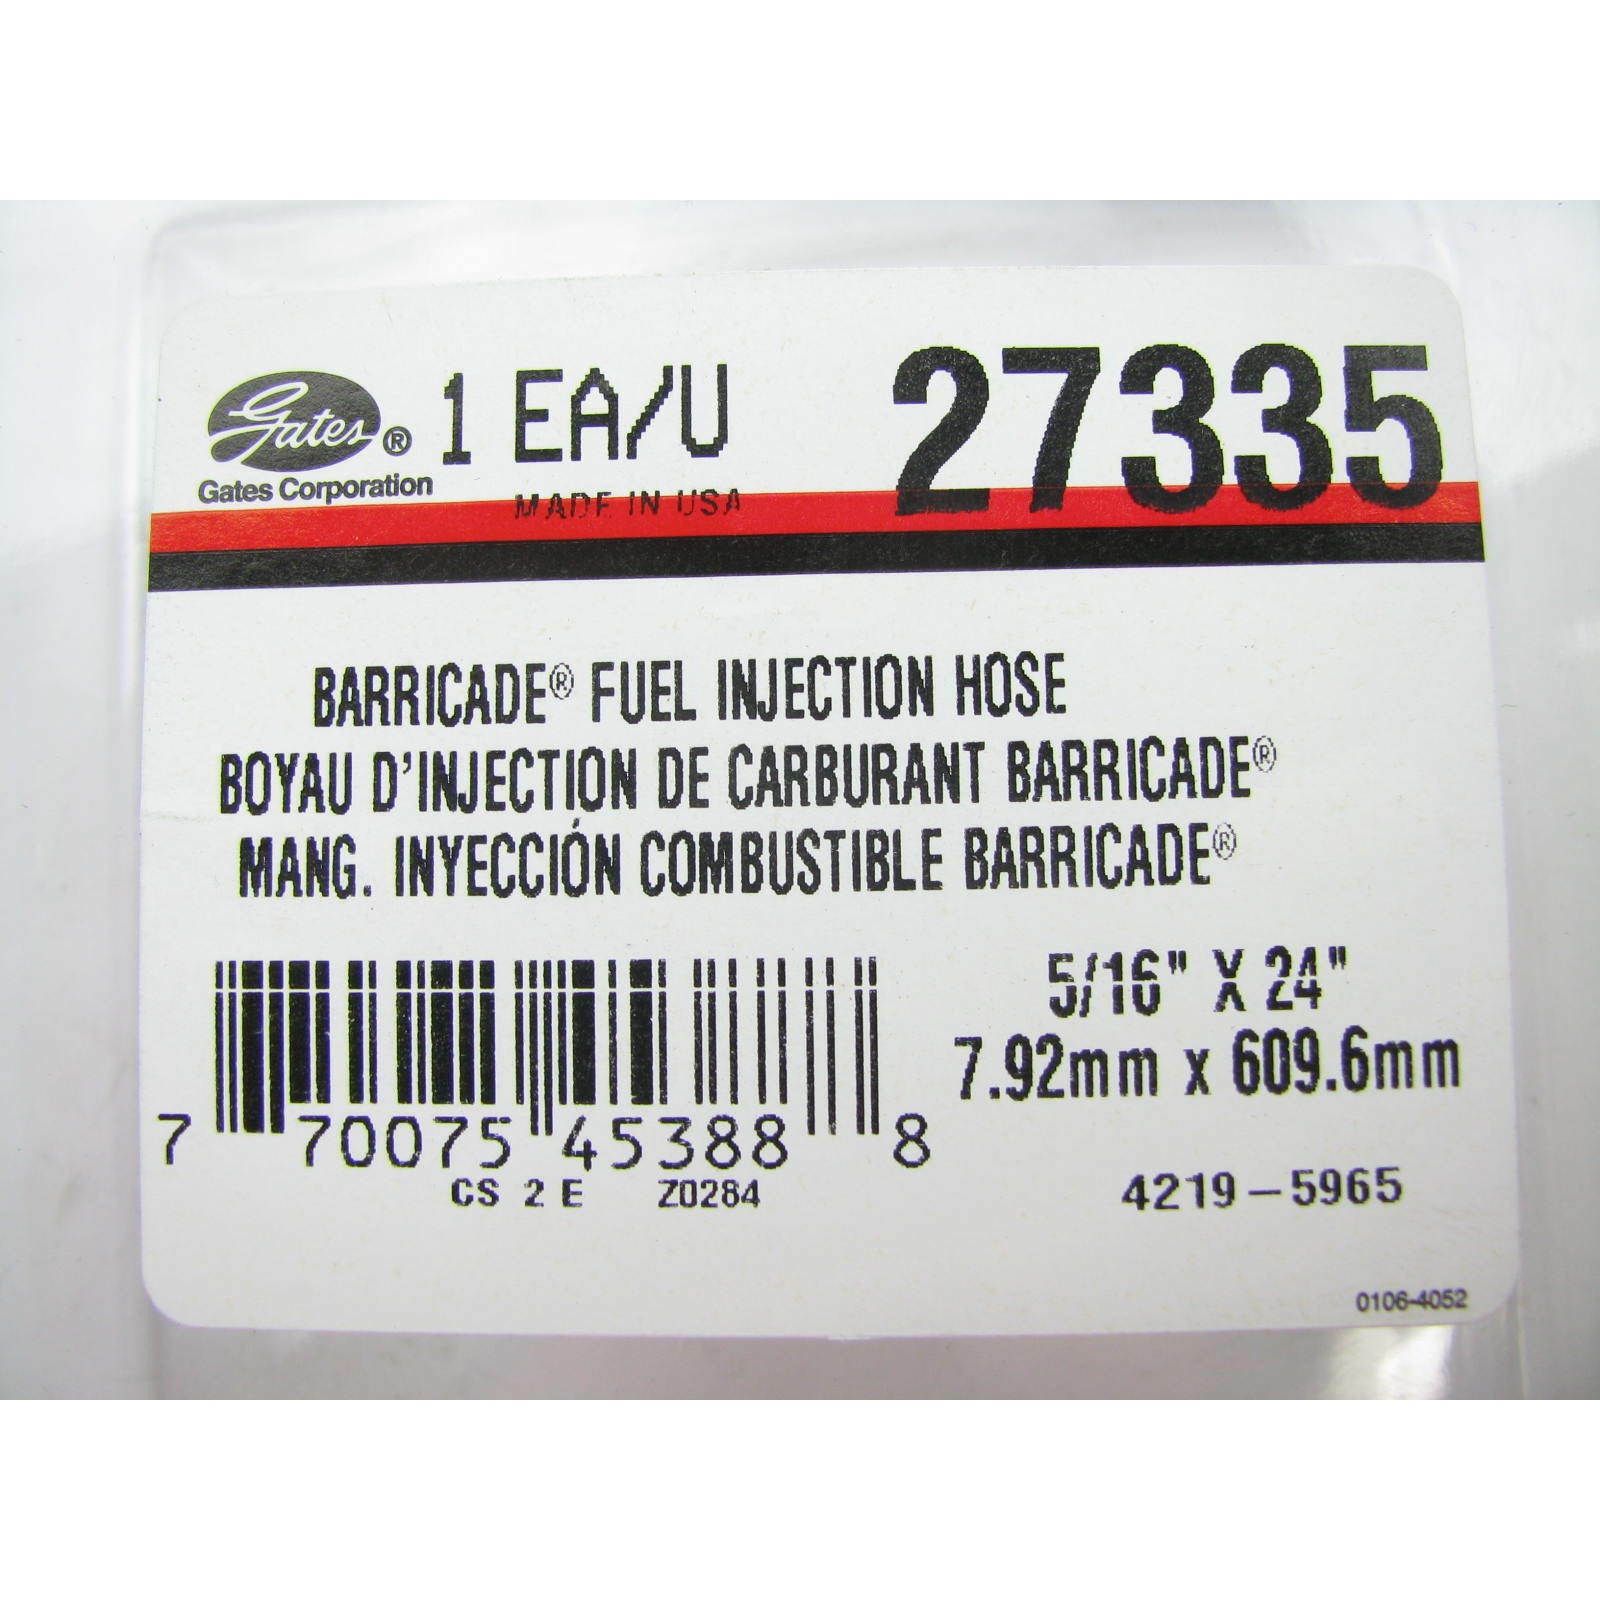 Gates®
Gates Corporation
1 EA/U
27335
MADE IN USA
BARRICADE® FUEL INJECTION HOSE
BOYAU D'INJECTION DE CARBURANT BARRICADE®
MANG. INYECCIÓN COMBUSTIBLE BARRICADE®
5/16" X 24"
7.92mm x 609.6mm
7 70075 45388 8
CS 2 E Z0284
4219-5965
0106-4052